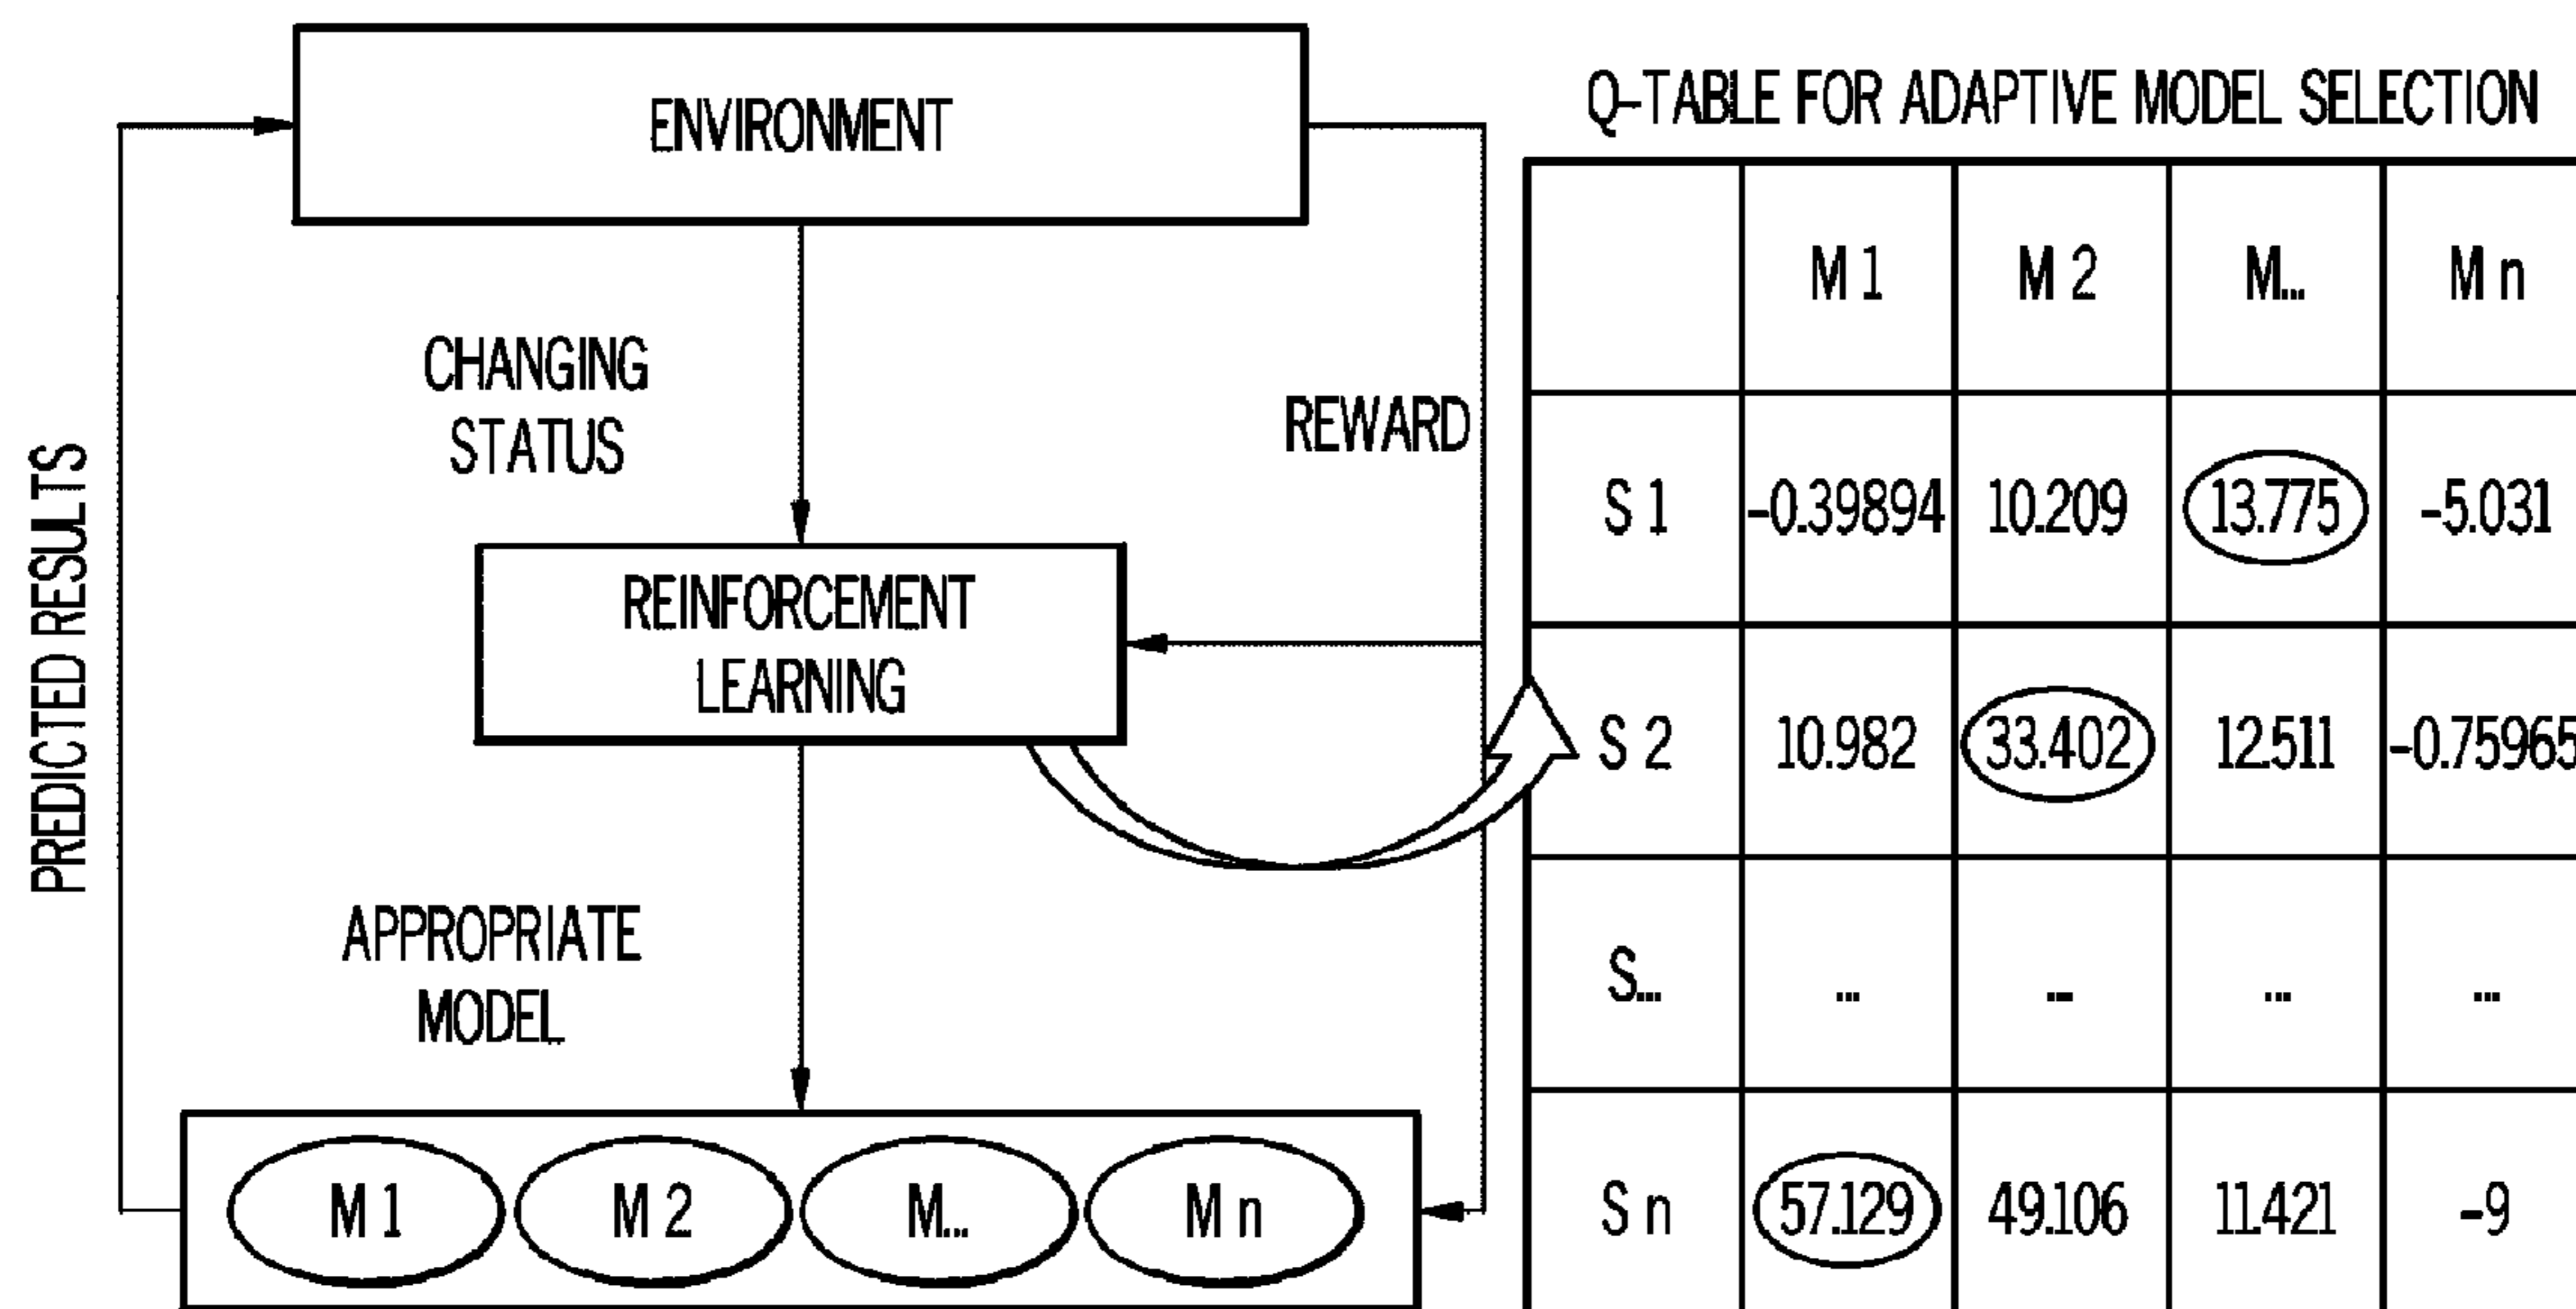 ENVIRONMENT
CHANGING
STATUS
REWARD
PREDICTED RESULTS
REINFORCEMENT
LEARNING
APPROPRIATE
MODEL
M 1 M 2 M... M n
Q-TABLE FOR ADAPTIVE MODEL SELECTION
M 1 M 2 M... M n
S 1 -0.39894 10.209 13.775 -5.031
S 2 10.982 33.402 12.511 -0.75965
S... ... ... ... ...
S n 57.129 49.106 11.421 -9